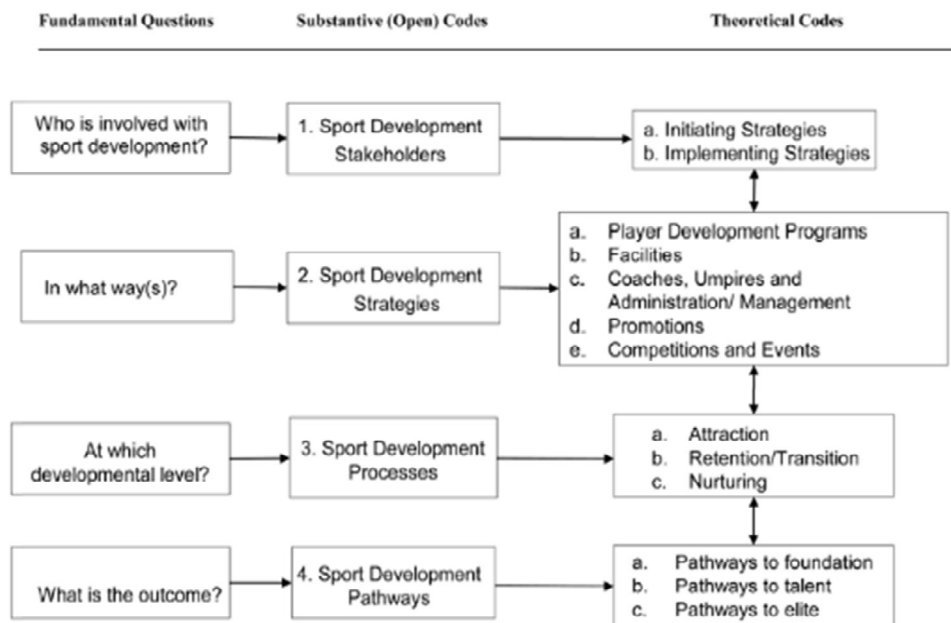 Fundamental Questions
Substantive (Open) Codes
Theoretical Codes
Who is involved with
sport development?
1. Sport Development
Stakeholders
a. Initiating Strategies
b. Implementing Strategies
In what way(s)?
2. Sport Development
Strategies
a. Player Development Programs
b. Facilities
c. Coaches, Umpires and
Administration/ Management
d. Promotions
e. Competitions and Events
At which
developmental level?
3. Sport Development
Processes
a. Attraction
b. Retention/Transition
c. Nurturing
What is the outcome?
4. Sport Development
Pathways
a. Pathways to foundation
b. Pathways to talent
c. Pathways to elite